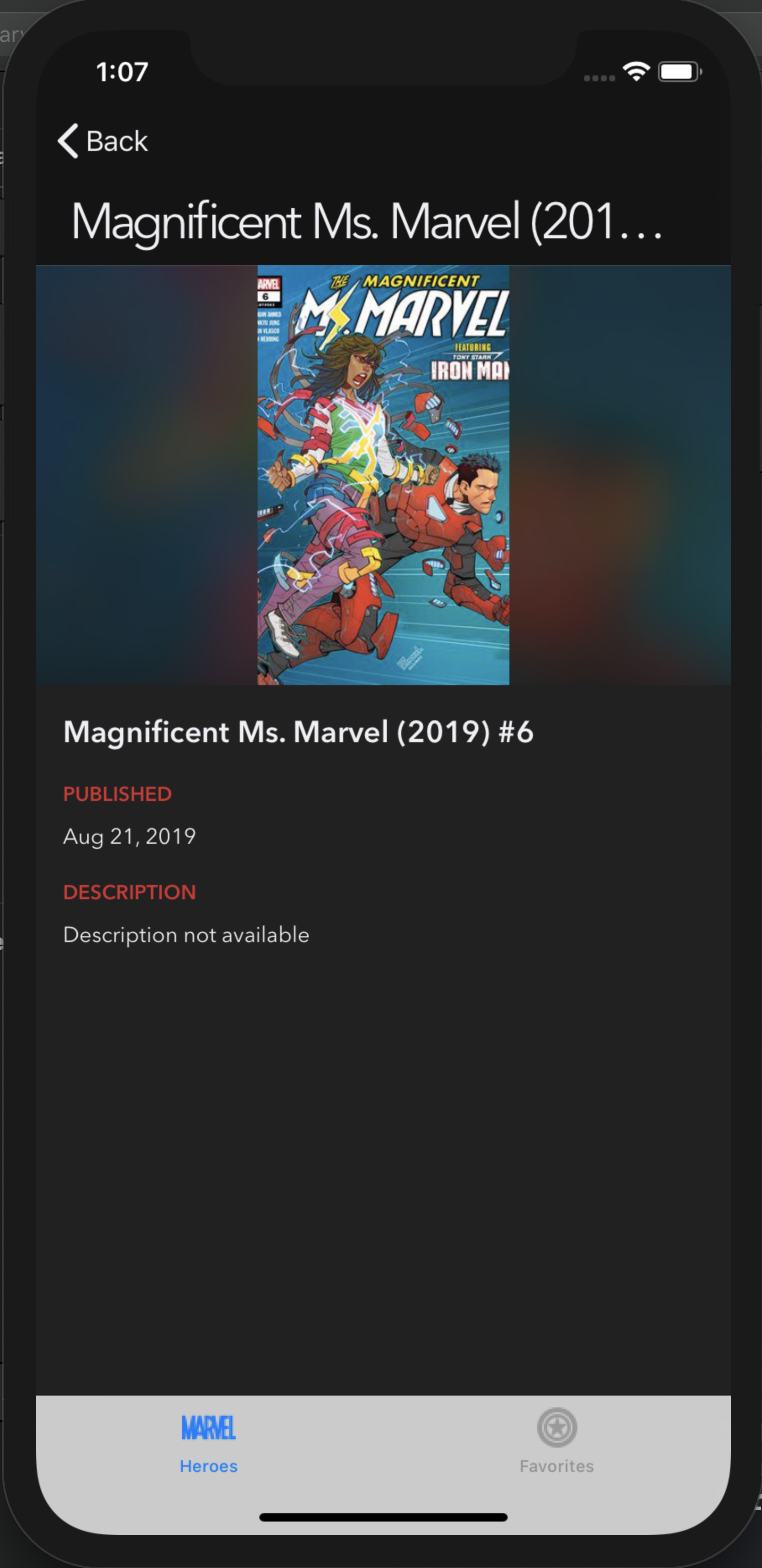 1:07
Back
Magnificent Ms. Marvel (201...
THE MAGNIFICENT
MS. MARVEL
6
FEATURING
TONY STARK
IRON MAN
Magnificent Ms. Marvel (2019) #6
PUBLISHED
Aug 21, 2019
DESCRIPTION
Description not available
MARVEL
Heroes
Favorites